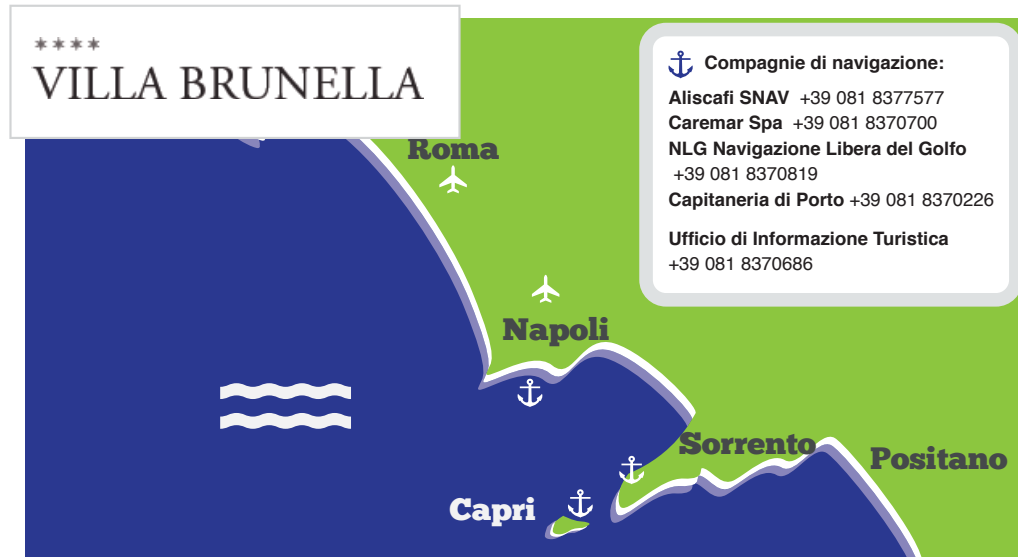 ****
VILLA BRUNELLA
Compagnie di navigazione:
Aliscafi SNAV +39 081 8377577
Caremar Spa +39 081 8370700
NLG Navigazione Libera del Golfo
+39 081 8370819
Capitaneria di Porto +39 081 8370226
Ufficio di Informazione Turistica
+39 081 8370686
Roma
Napoli
Sorrento
Positano
Capri